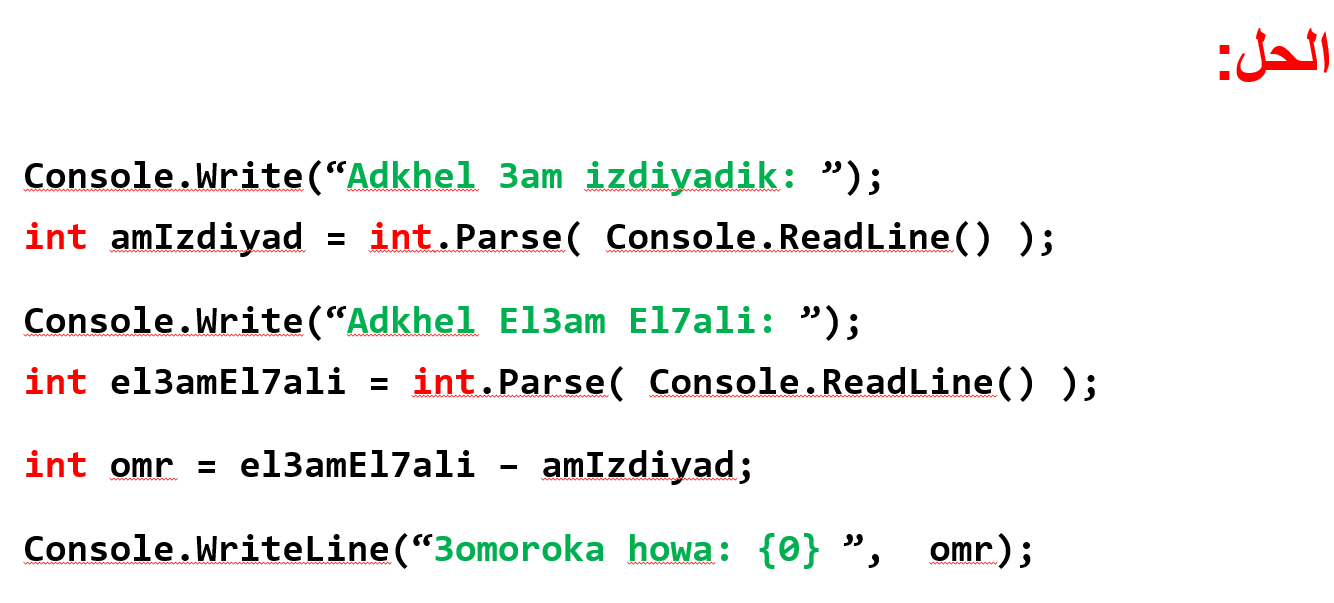 الحل:
Console.Write(“Adkhel 3am izdiyadik: ”);
int amIzdiyad = int.Parse( Console.ReadLine() );
Console.Write(“Adkhel El3am El7ali: ”);
int el3amEl7ali = int.Parse( Console.ReadLine() );
int omr = el3amEl7ali – amIzdiyad;
Console.WriteLine(“3omoroka howa: {0} ”, omr);